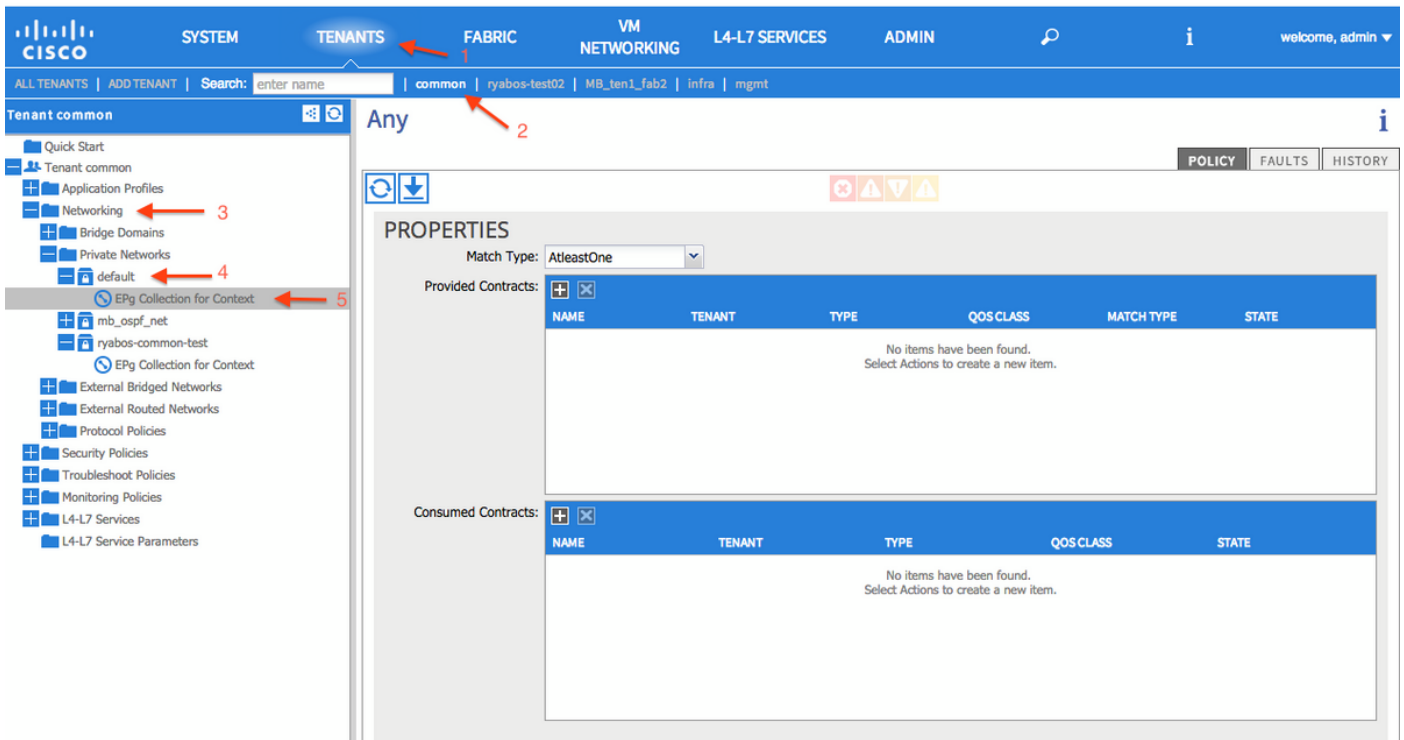 CISCO
SYSTEM
TENANTS
1
FABRIC
VM
NETWORKING
L4-L7 SERVICES
ADMIN
i
welcome, admin
ALL TENANTS | ADD TENANT | Search: enter name | common | ryabos-test02 | MB_ten1_fab2 | infra | mgmt
2
Tenant common
Quick Start
Tenant common
Application Profiles
Networking 3
Bridge Domains
Private Networks
default 4
EPg Collection for Context 5
mb_ospf_net
ryabos-common-test
EPg Collection for Context
External Bridged Networks
External Routed Networks
Protocol Policies
Security Policies
Troubleshoot Policies
Monitoring Policies
L4-L7 Services
L4-L7 Service Parameters
Any
i
POLICY FAULTS HISTORY
PROPERTIES
Match Type: AtleastOne
Provided Contracts:
NAME TENANT TYPE QOS CLASS MATCH TYPE STATE
No items have been found.
Select Actions to create a new item.
Consumed Contracts:
NAME TENANT TYPE QOS CLASS STATE
No items have been found.
Select Actions to create a new item.